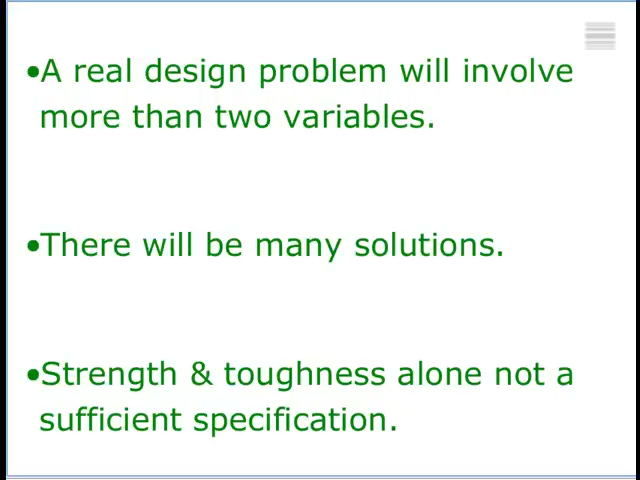 •A real design problem will involve
more than two variables.
•There will be many solutions.
•Strength & toughness alone not a
sufficient specification.